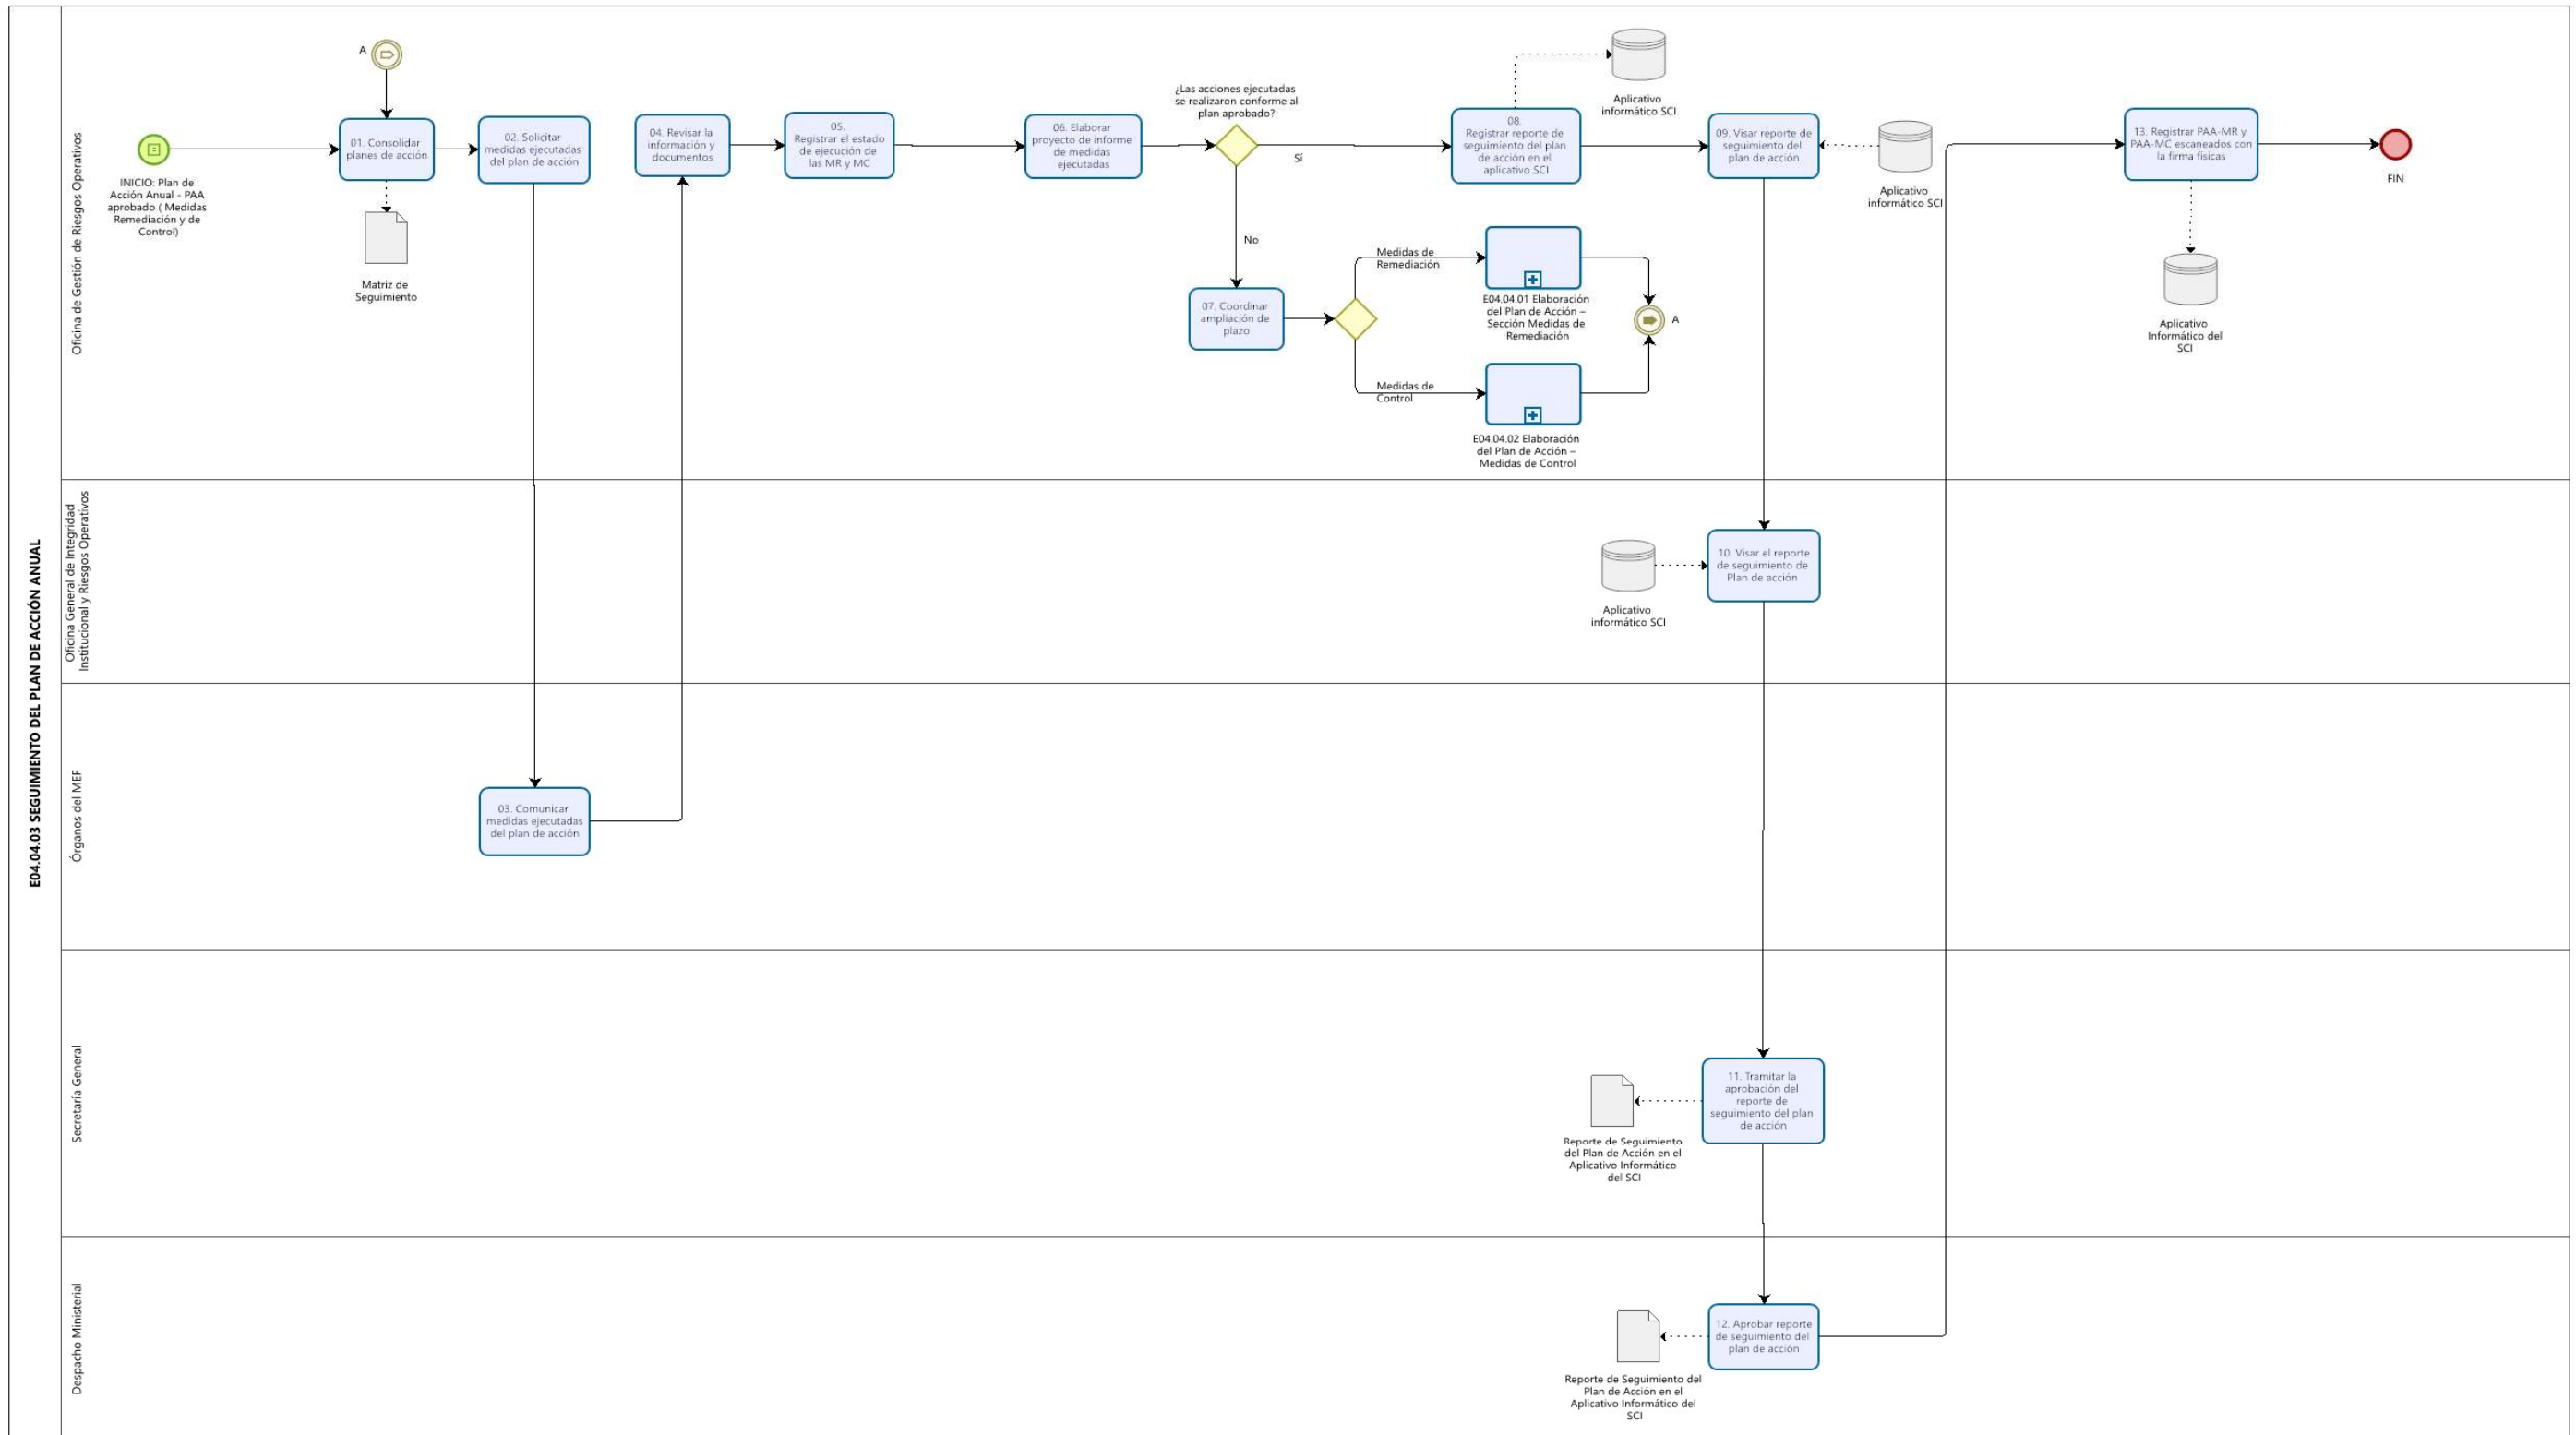 E04.04.03 SEGUIMIENTO DEL PLAN DE ACCIÓN ANUAL
Oficina de Gestión de Riesgos Operativos
A
INICIO: Plan de
Acción Anual - PAA
aprobado ( Medidas
Remediación y de
Control)
01. Consolidar
planes de acción
Matriz de
Seguimiento
02. Solicitar
medidas ejecutadas
del plan de acción
04. Revisar la
información y
documentos
05.
Registrar el estado
de ejecución de
las MR y MC
06. Elaborar
proyecto de informe
de medidas
ejecutadas
¿Las acciones ejecutadas
se realizaron conforme al
plan aprobado?
Sí
No
07. Coordinar
ampliación de
plazo
Medidas de
Remediación
E04.04.01 Elaboración
del Plan de Acción –
Sección Medidas de
Remediación
Medidas de
Control
E04.04.02 Elaboración
del Plan de Acción –
Medidas de Control
A
08.
Registrar reporte de
seguimiento del plan
de acción en el
aplicativo SCI
Aplicativo
informático SCI
09. Visar reporte de
seguimiento del
plan de acción
Aplicativo
informático SCI
13. Registrar PAA-MR y
PAA-MC escaneados con
la firma físicas
Aplicativo
Informático del
SCI
FIN
Oficina General de Integridad
Institucional y Riesgos Operativos
Aplicativo
informático SCI
10. Visar el reporte
de seguimiento de
Plan de acción
Órganos del MEF
03. Comunicar
medidas ejecutadas
del plan de acción
Secretaría General
11. Tramitar la
aprobación del
reporte de
seguimiento del plan
de acción
Reporte de Seguimiento
del Plan de Acción en el
Aplicativo Informático
del SCI
Despacho Ministerial
12. Aprobar reporte
de seguimiento del
plan de acción
Reporte de Seguimiento del
Plan de Acción en el
Aplicativo Informático del
SCI